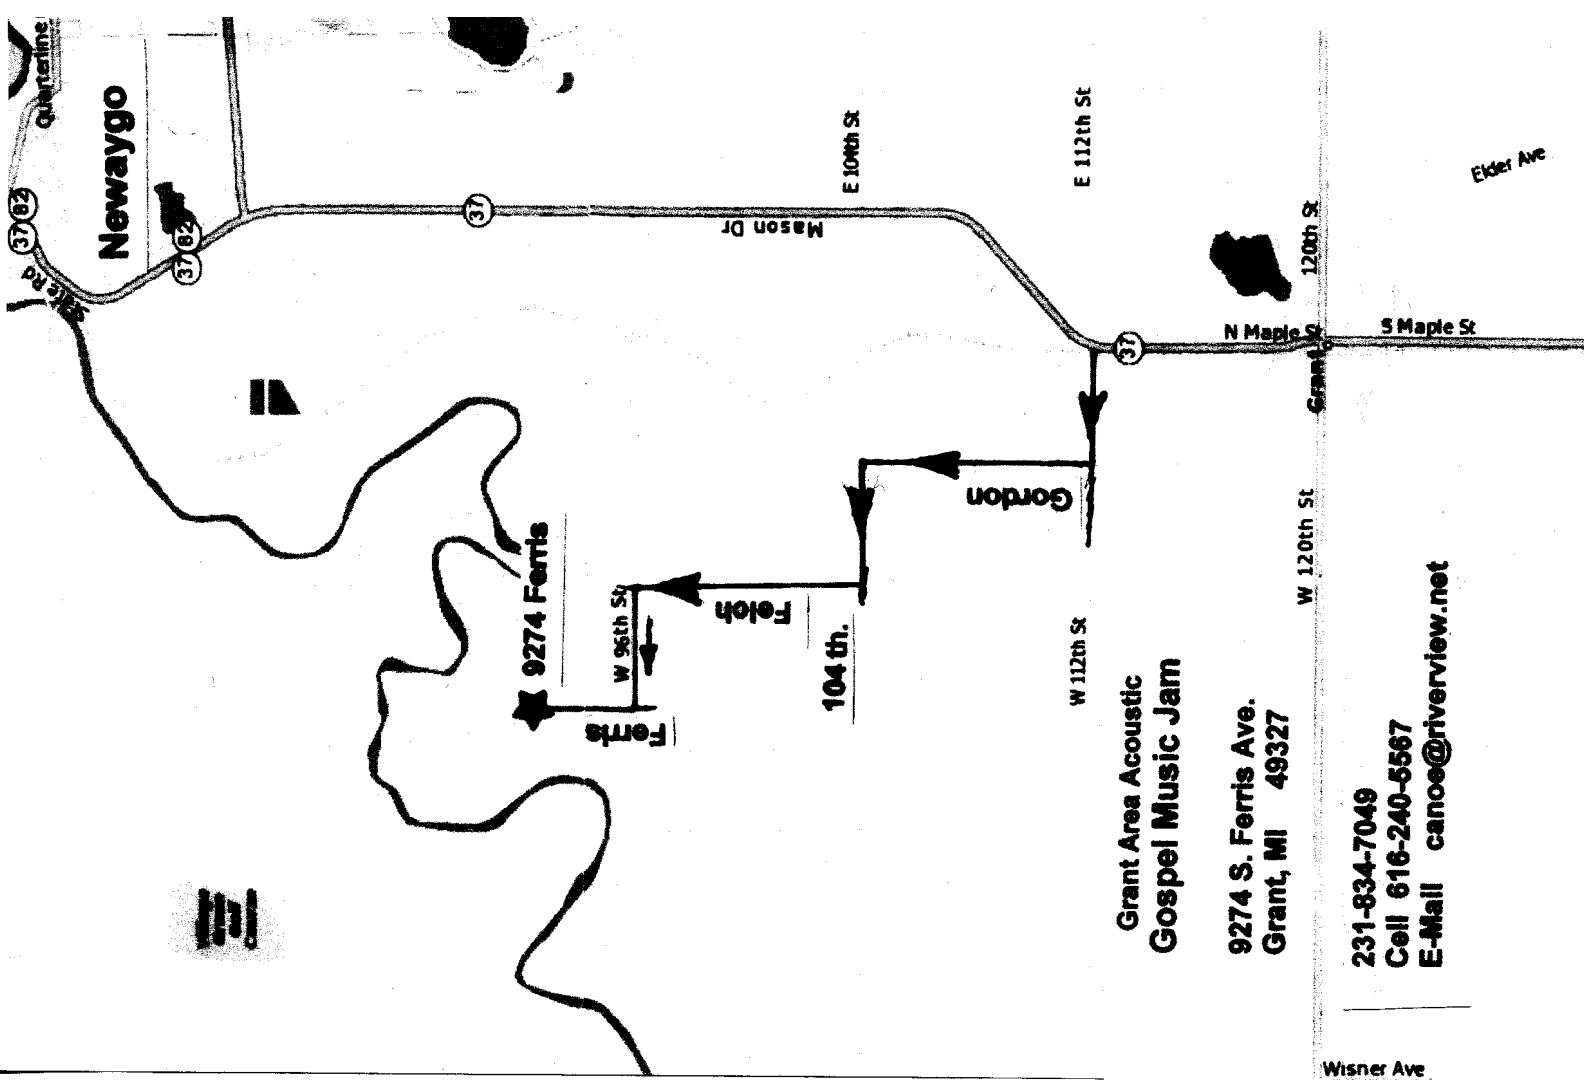 Quarterline
Newaygo
82
37
State Rd
82
37
37
Mason Dr
E 104th St
E 112th St
Elder Ave
120th St
N Maple St
S Maple St
Grant
37
Gordon
W 120th St
9274 Ferris
W 96th St
Felch
104 th.
W 112th St
Ferris
Grant Area Acoustic
Gospel Music Jam
9274 S. Ferris Ave.
Grant, MI 49327
231-834-7049
Cell 616-240-5567
E-Mail canoe@riverview.net
Wisner Ave